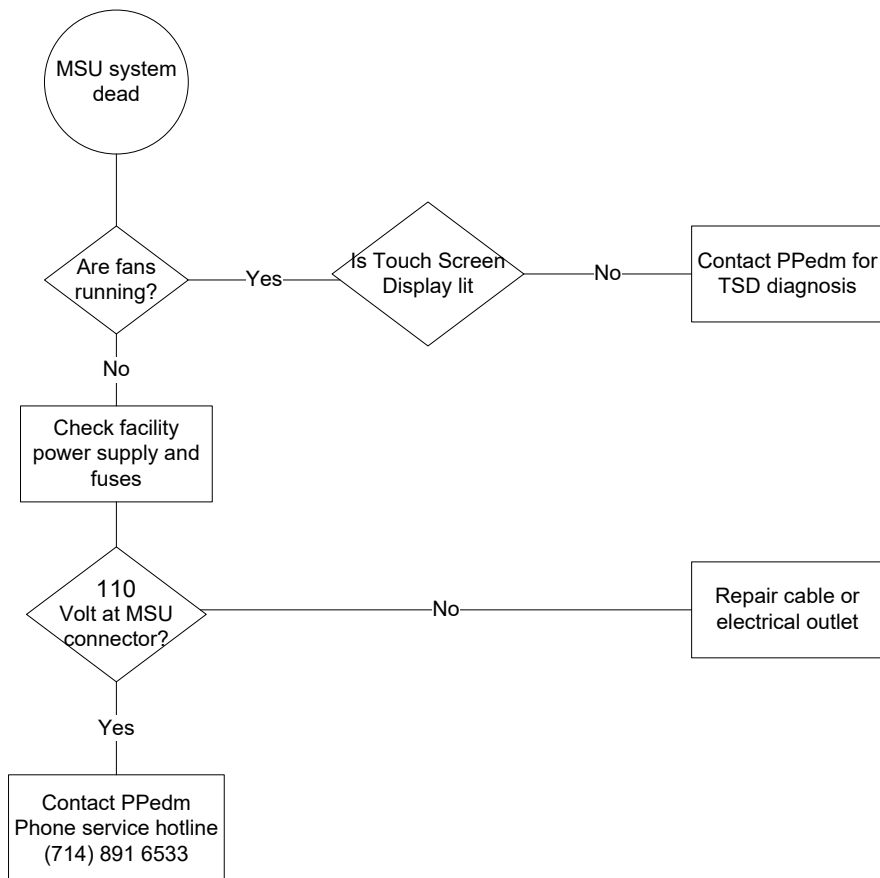 MSU system
dead
Are fans
running?
Yes
Is Touch Screen
Display lit
No
Contact PPedm for
TSD diagnosis
No
Check facility
power supply and
fuses
110
Volt at MSU
connector?
No
Repair cable or
electrical outlet
Yes
Contact PPedm
Phone service hotline
(714) 891 6533